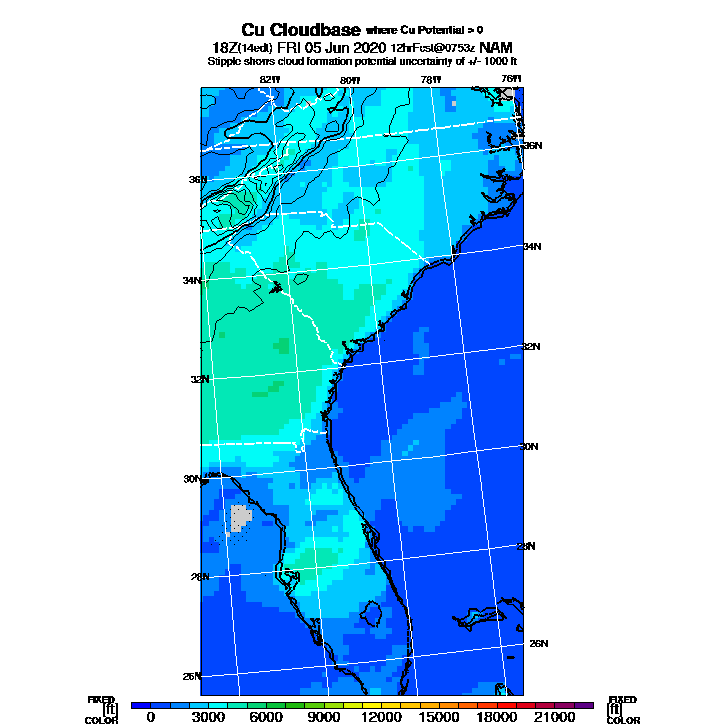 Cu Cloudbase where Cu Potential > 0
18Z(14edt) FRI 05 Jun 2020 12hrFcst@0753z NAM
Stipple shows cloud formation potential uncertainty of +/- 1000 ft
82W 80W 78W 76W
36N
36N
34N
34N
32N
32N
30N
30N
28N
28N
26N
26N
FIXED FIXED
[ft] [ft]
COLOR COLOR
0 3000 6000 9000 12000 15000 18000 21000